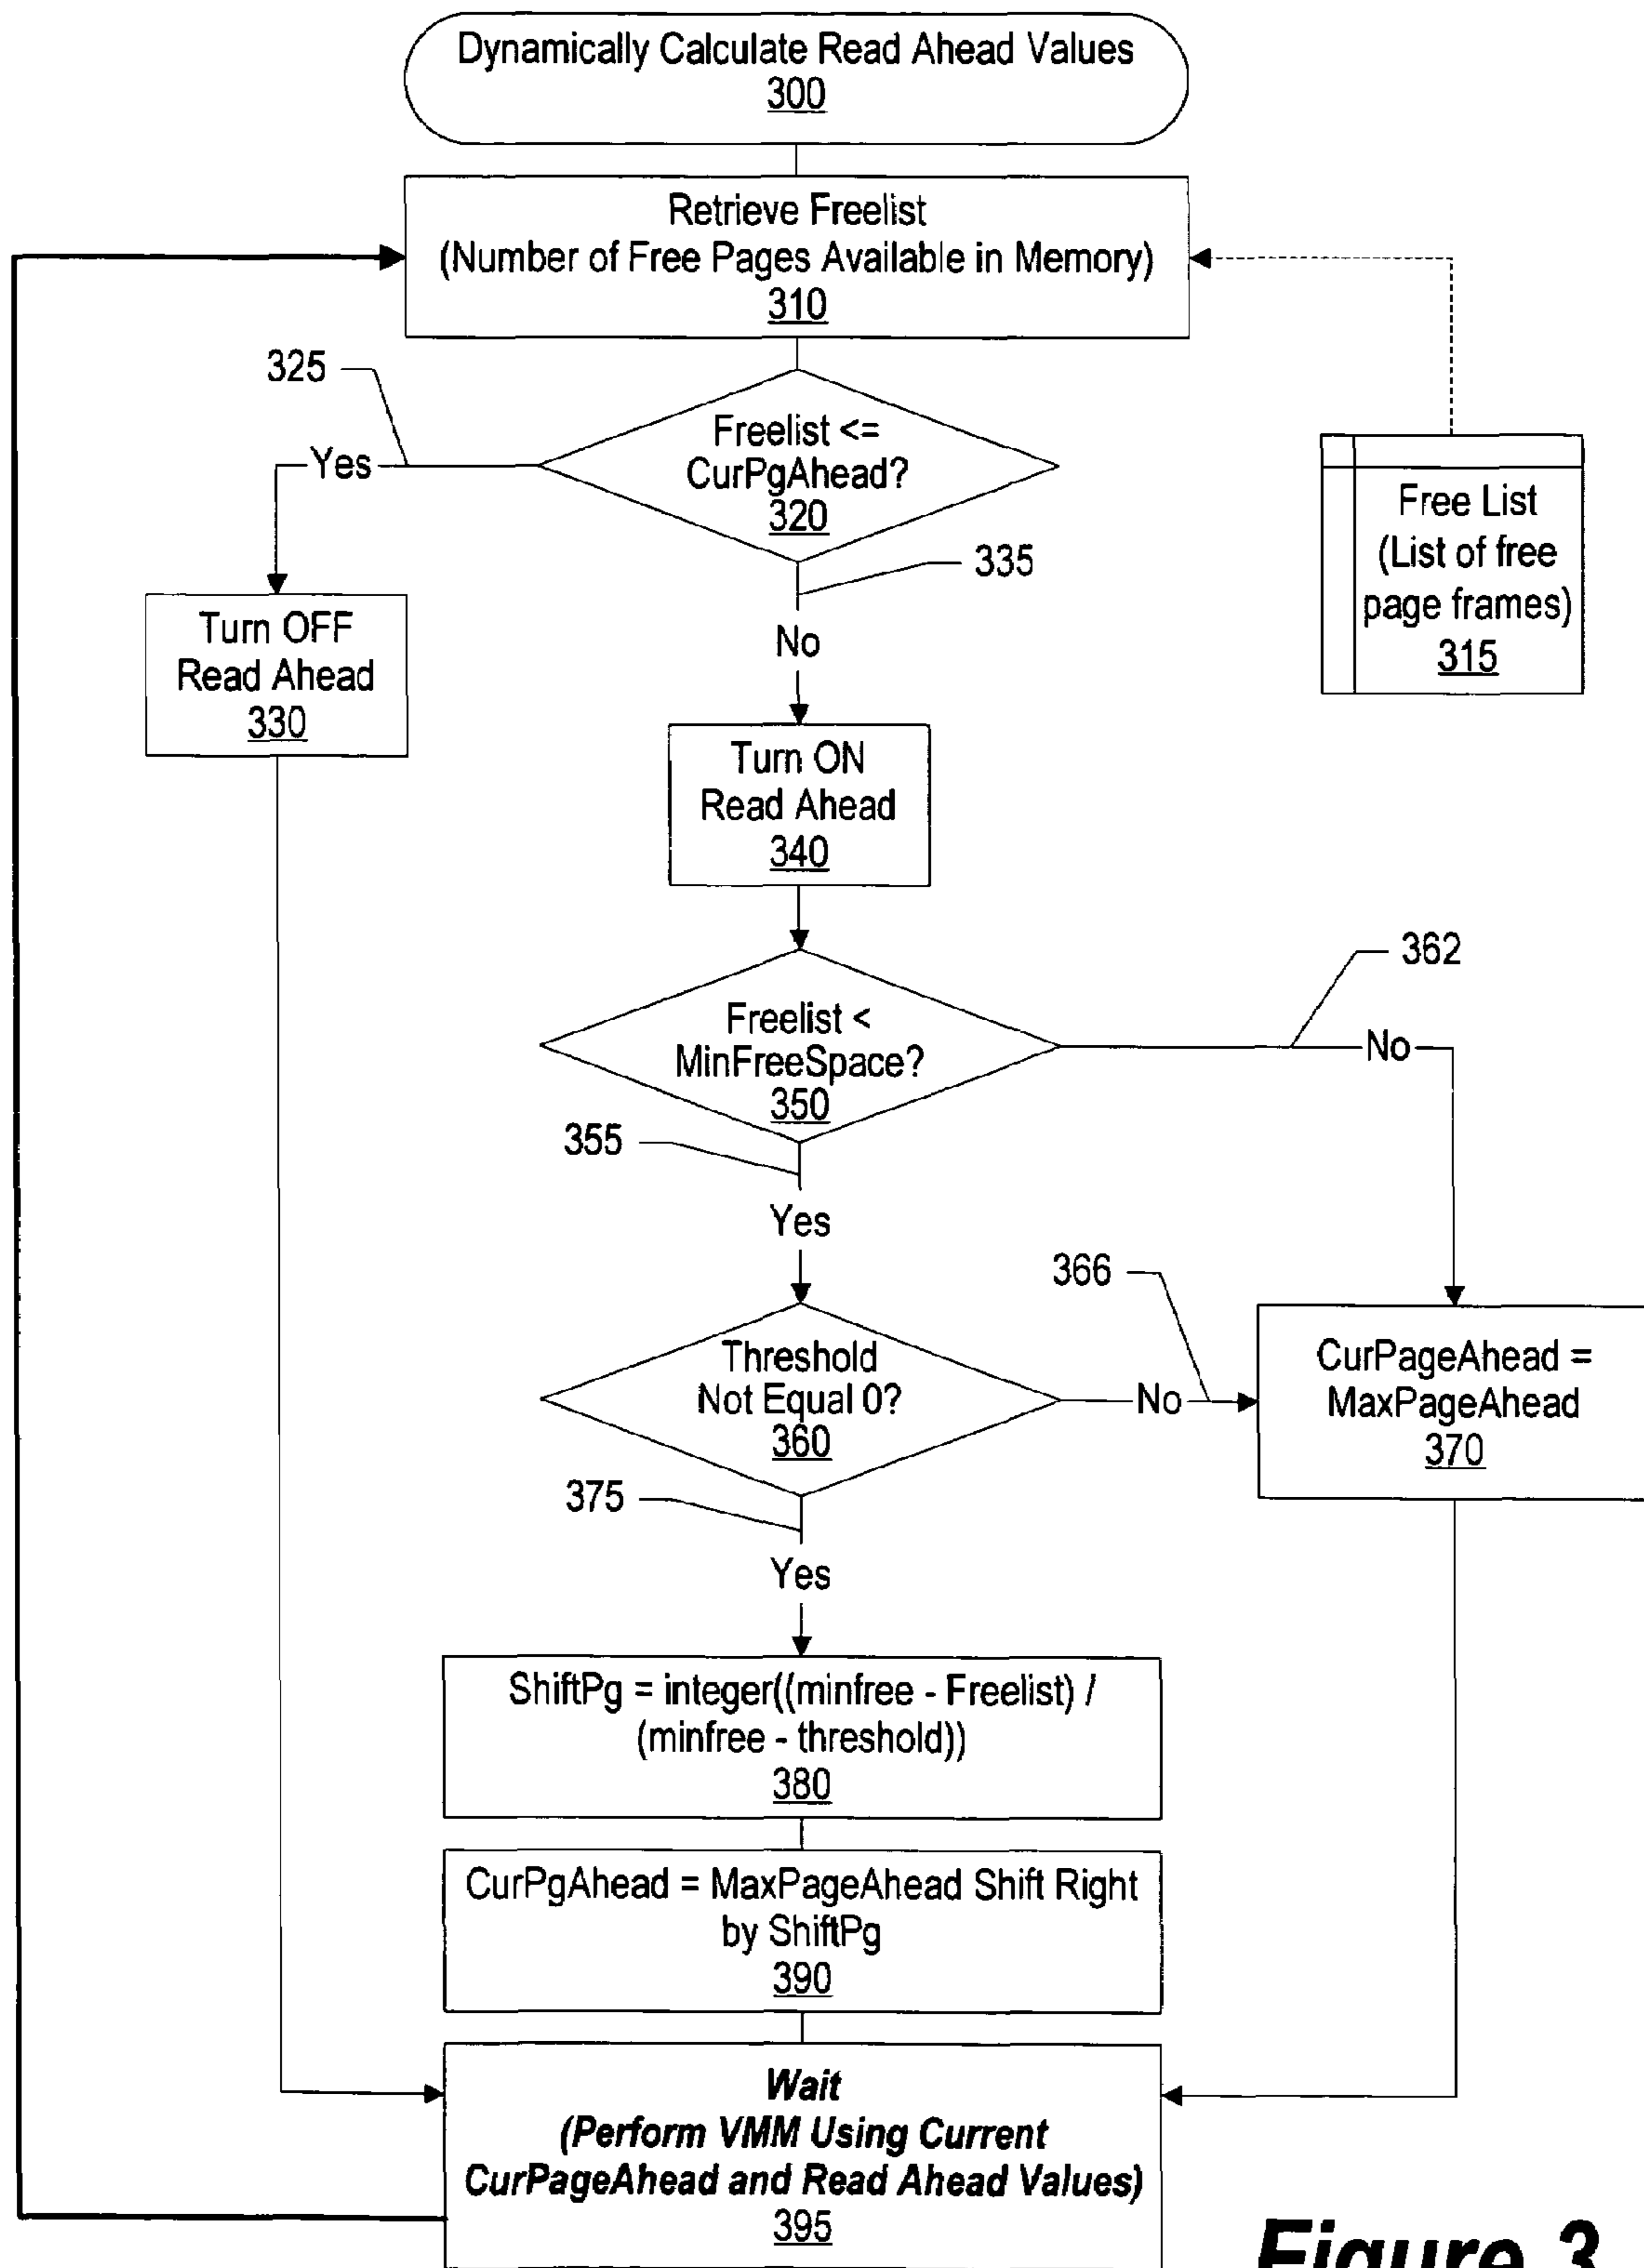 Dynamically Calculate Read Ahead Values
300
Retrieve Freelist
(Number of Free Pages Available in Memory)
310
325
Freelist <=
CurPgAhead?
320
Yes
335
No
Free List
(List of free
page frames)
315
Turn OFF
Read Ahead
330
Turn ON
Read Ahead
340
362
Freelist <
MinFreeSpace?
350
No
355
Yes
366
Threshold
Not Equal 0?
360
No
CurPageAhead =
MaxPageAhead
370
375
Yes
ShiftPg = integer((minfree - Freelist) /
(minfree - threshold))
380
CurPgAhead = MaxPageAhead Shift Right
by ShiftPg
390
Wait
(Perform VMM Using Current
CurPageAhead and Read Ahead Values)
395
Figure 3